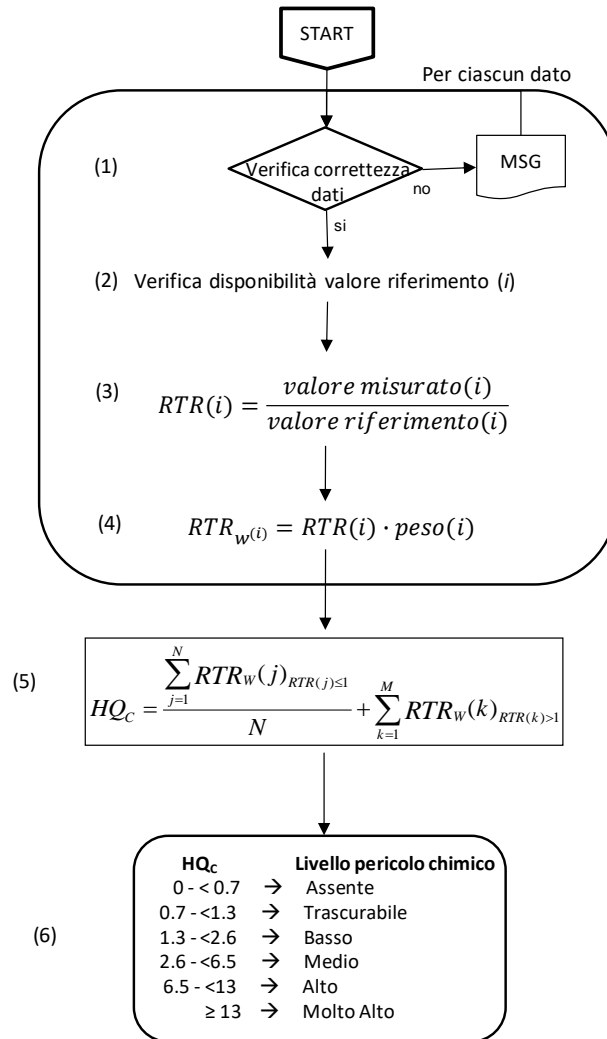 START
Per ciascun dato
(1)
Verifica correttezza
dati
no
MSG
si
(2) Verifica disponibilità valore riferimento (i)
(3) RTR(i) = valore misurato(i) / valore riferimento(i)
(4) RTR_w(i) = RTR(i) · peso(i)
(5) HQ_C = ∑_{j=1}^{N} RTR_W(j)_{RTR(j)≤1} / N + ∑_{k=1}^{M} RTR_W(k)_{RTR(k)>1}
HQc Livello pericolo chimico
0 - < 0.7 → Assente
0.7 - <1.3 → Trascurabile
(6)
1.3 - <2.6 → Basso
2.6 - <6.5 → Medio
6.5 - <13 → Alto
≥ 13 → Molto Alto